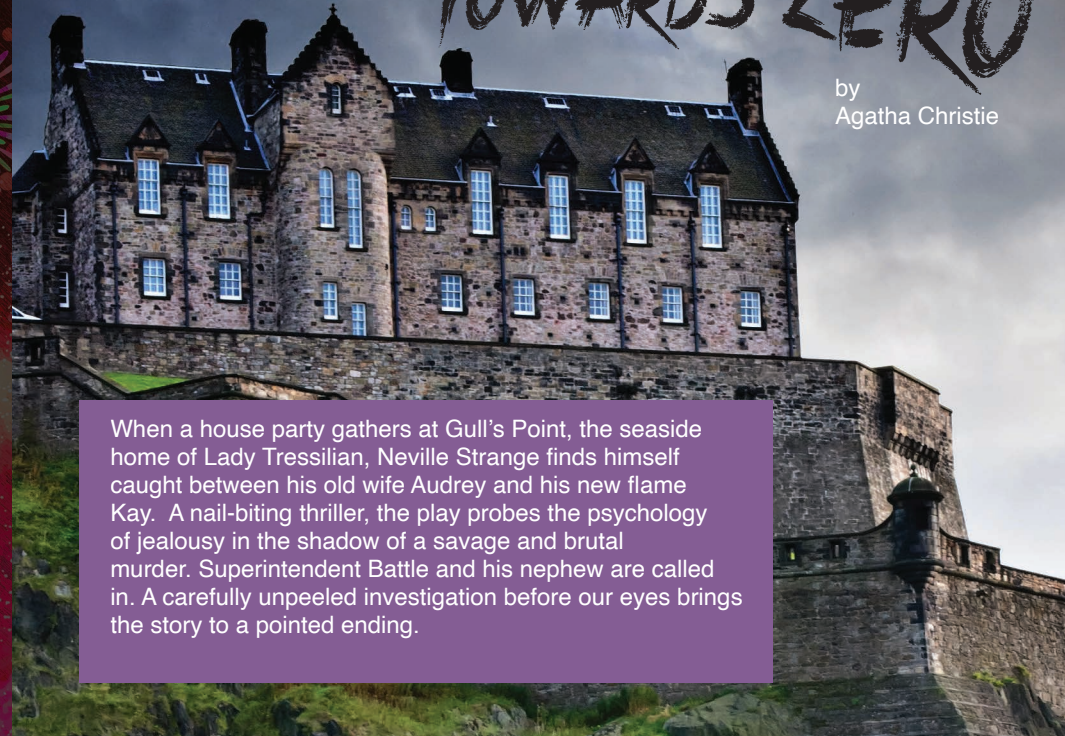 TOWARDS ZERO
by
Agatha Christie
When a house party gathers at Gull’s Point, the seaside
home of Lady Tressilian, Neville Strange finds himself
caught between his old wife Audrey and his new flame
Kay.  A nail-biting thriller, the play probes the psychology
of jealousy in the shadow of a savage and brutal
murder. Superintendent Battle and his nephew are called
in. A carefully unpeeled investigation before our eyes brings
the story to a pointed ending.